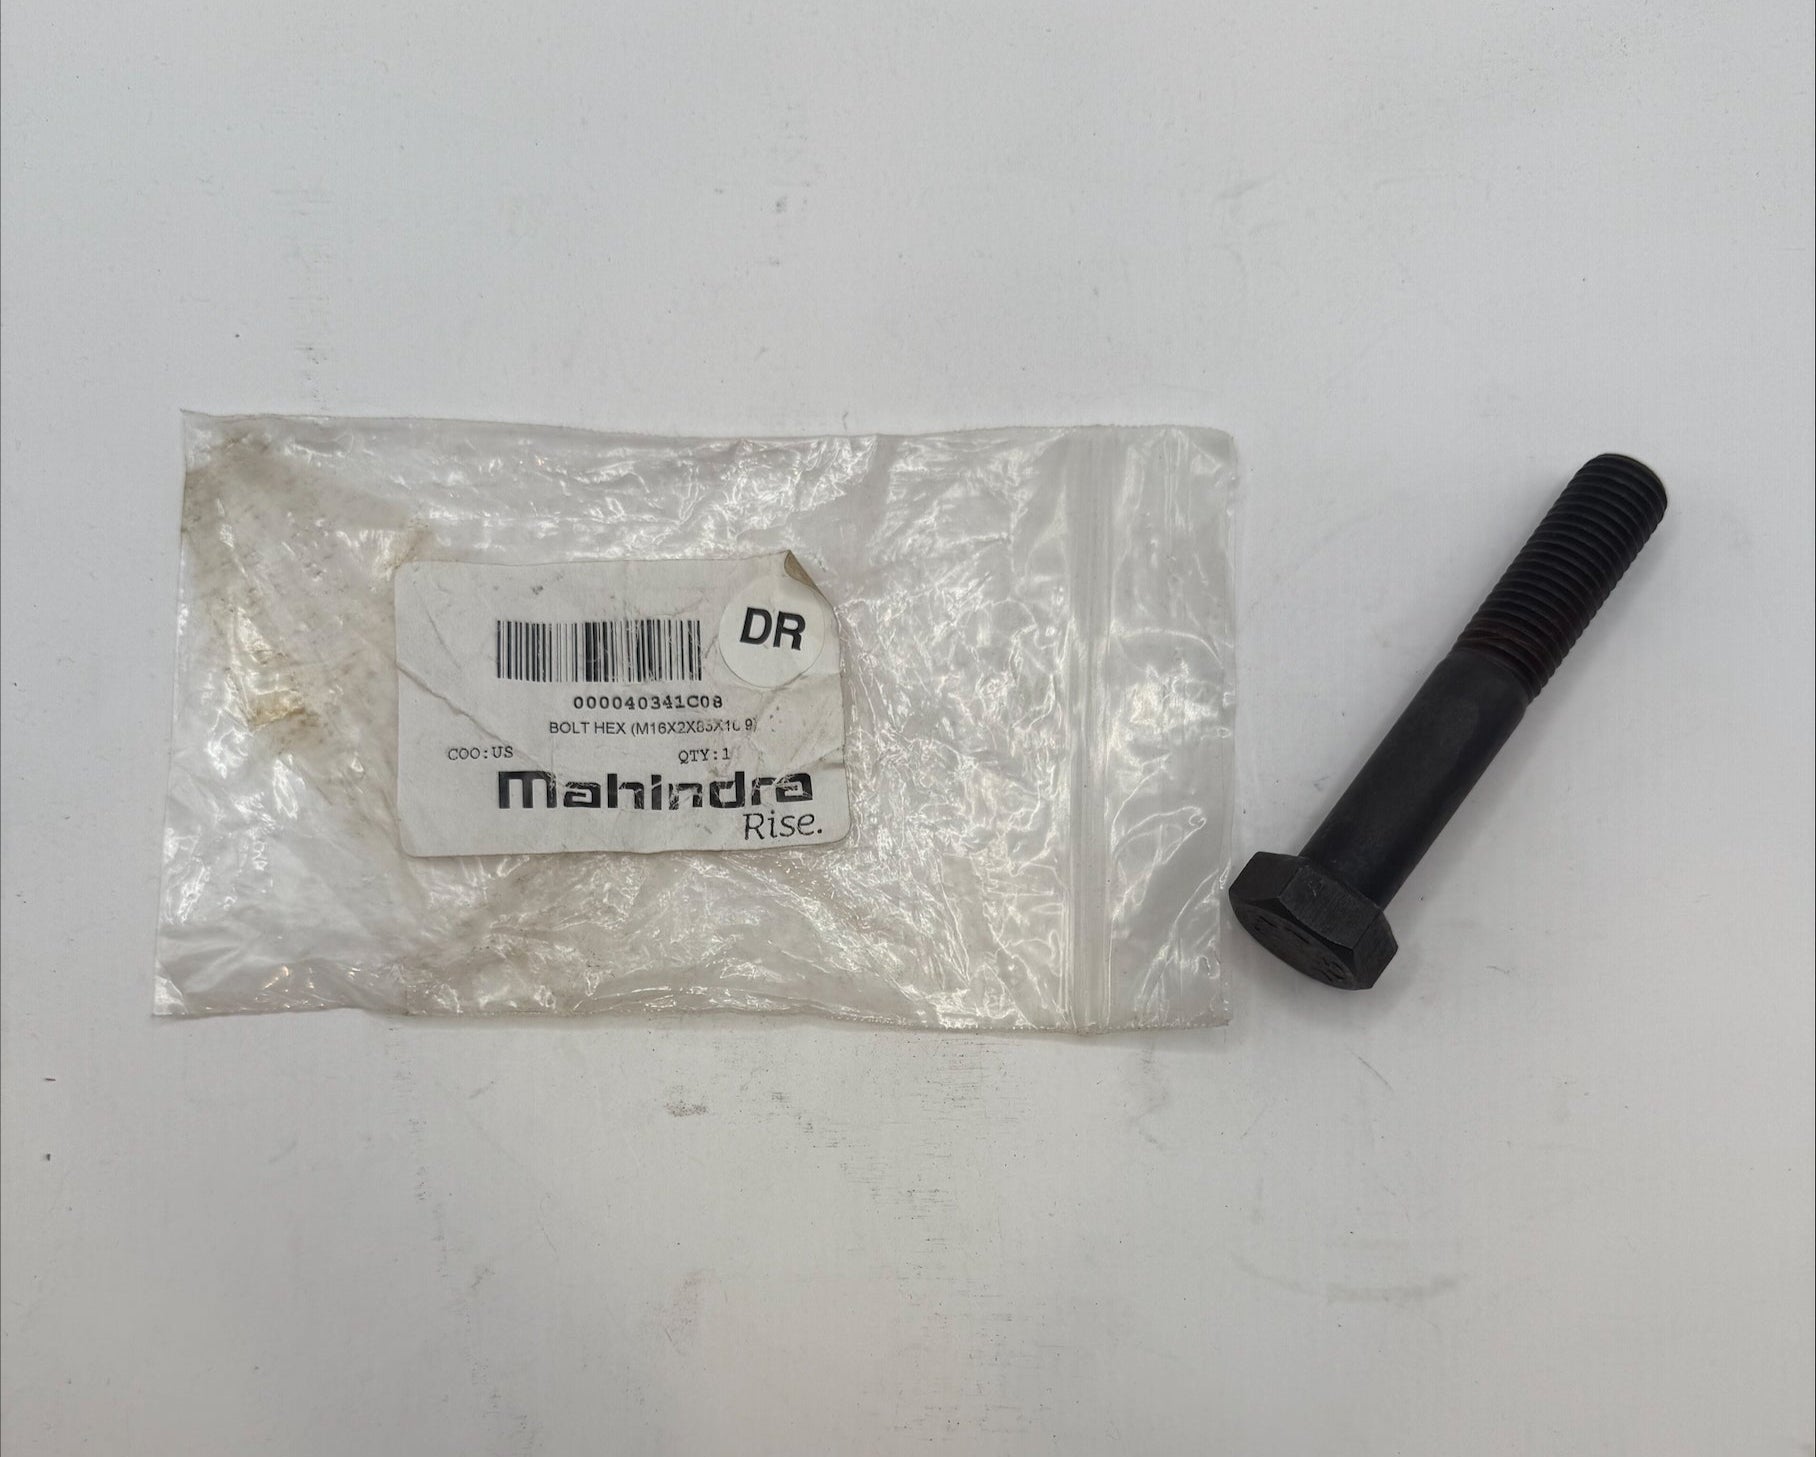 DR
000040341C08
BOLT HEX (M16X2X85X10.9)
COO:US QTY:1
Mahindra
Rise.